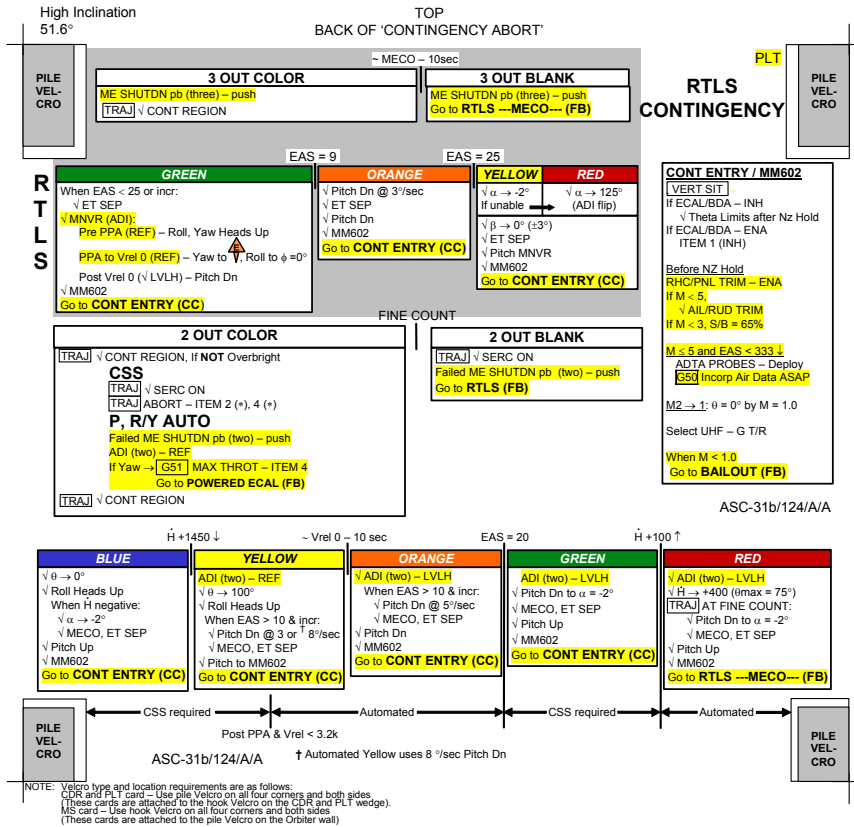 High Inclination
51.6°
TOP
BACK OF 'CONTINGENCY ABORT'
PLT
PILE VEL- CRO
PILE VEL- CRO
RTLS CONTINGENCY
~ MECO – 10sec
3 OUT COLOR
ME SHUTDN pb (three) – push
TRAJ √ CONT REGION
3 OUT BLANK
ME SHUTDN pb (three) – push
Go to RTLS ---MECO--- (FB)
RTLS
EAS = 9
EAS = 25
GREEN
When EAS < 25 or incr:
√ ET SEP
√ MNVR (ADI):
Pre PPA (REF) – Roll, Yaw Heads Up
PPA to Vrel 0 (REF) – Yaw to E, Roll to ϕ =0°
Post Vrel 0 (√ LVLH) – Pitch Dn
√ MM602
Go to CONT ENTRY (CC)
ORANGE
√ Pitch Dn @ 3°/sec
√ ET SEP
√ Pitch Dn
√ MM602
Go to CONT ENTRY (CC)
YELLOW
√ α → -2°
If unable
RED
√ α → 125°
(ADI flip)
√ β → 0° (±3°)
√ ET SEP
√ Pitch MNVR
√ MM602
Go to CONT ENTRY (CC)
CONT ENTRY / MM602
VERT SIT
If ECAL/BDA – INH
√ Theta Limits after Nz Hold
If ECAL/BDA – ENA
ITEM 1 (INH)
Before NZ Hold
RHC/PNL TRIM – ENA
If M < 5,
√ AIL/RUD TRIM
If M < 3, S/B = 65%
M ≤ 5 and EAS < 333 ↓
ADTA PROBES – Deploy
G50 Incorp Air Data ASAP
M2 → 1: θ = 0° by M = 1.0
Select UHF – G T/R
When M < 1.0
Go to BAILOUT (FB)
ASC-31b/124/A/A
FINE COUNT
2 OUT COLOR
TRAJ √ CONT REGION, If NOT Overbright
CSS
TRAJ √ SERC ON
TRAJ ABORT – ITEM 2 (∗), 4 (∗)
P, R/Y AUTO
Failed ME SHUTDN pb (two) – push
ADI (two) – REF
If Yaw → G51 MAX THROT – ITEM 4
Go to POWERED ECAL (FB)
TRAJ √ CONT REGION
2 OUT BLANK
TRAJ √ SERC ON
Failed ME SHUTDN pb (two) – push
Go to RTLS (FB)
Ḣ +1450 ↓
~ Vrel 0 – 10 sec
EAS = 20
Ḣ +100 ↑
BLUE
√ θ → 0°
√ Roll Heads Up
When Ḣ negative:
√ α → -2°
√ MECO, ET SEP
√ Pitch Up
√ MM602
Go to CONT ENTRY (CC)
YELLOW
ADI (two) – REF
√ θ → 100°
√ Roll Heads Up
When EAS > 10 & incr:
√ Pitch Dn @ 3 or † 8°/sec
√ MECO, ET SEP
√ Pitch to MM602
Go to CONT ENTRY (CC)
ORANGE
√ ADI (two) – LVLH
When EAS > 10 & incr:
√ Pitch Dn @ 5°/sec
√ MECO, ET SEP
√ Pitch Dn
√ MM602
Go to CONT ENTRY (CC)
GREEN
ADI (two) – LVLH
√ Pitch Dn to α = -2°
√ MECO, ET SEP
√ Pitch Up
√ MM602
Go to CONT ENTRY (CC)
RED
√ ADI (two) – LVLH
√ Ḣ → +400 (θmax = 75°)
TRAJ AT FINE COUNT:
√ Pitch Dn to α = -2°
√ MECO, ET SEP
√ Pitch Up
√ MM602
Go to RTLS ---MECO--- (FB)
PILE VEL- CRO
CSS required
Automated
CSS required
Automated
PILE VEL- CRO
Post PPA & Vrel < 3.2k
ASC-31b/124/A/A
† Automated Yellow uses 8 °/sec Pitch Dn
NOTE: Velcro type and location requirements are as follows:
CDR and PLT card – Use pile Velcro on all four corners and both sides
(These cards are attached to the hook Velcro on the CDR and PLT wedge).
MS card – Use hook Velcro on all four corners and both sides
(These cards are attached to the pile Velcro on the Orbiter wall)